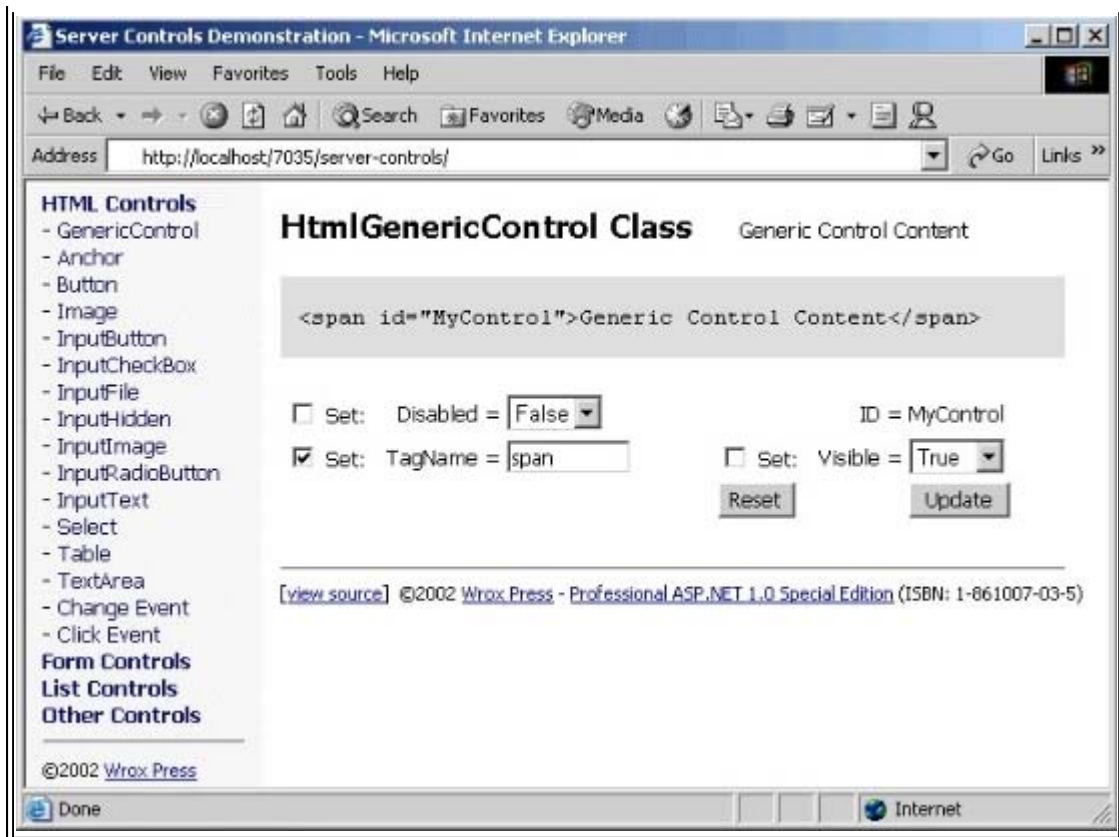 Server Controls Demonstration - Microsoft Internet Explorer
File Edit View Favorites Tools Help
Back Search Favorites Media
Address http://localhost/7035/server-controls/ Go Links »
HTML Controls
- GenericControl
- Anchor
- Button
- Image
- InputButton
- InputCheckBox
- InputFile
- InputHidden
- InputImage
- InputRadioButton
- InputText
- Select
- Table
- TextArea
- Change Event
- Click Event
Form Controls
List Controls
Other Controls
©2002 Wrox Press
HtmlGenericControl Class Generic Control Content
<span id="MyControl">Generic Control Content</span>
Set: Disabled = False ID = MyControl
Set: TagName = span Set: Visible = True
Reset Update
[view source] ©2002 Wrox Press - Professional ASP.NET 1.0 Special Edition (ISBN: 1-861007-03-5)
Done Internet